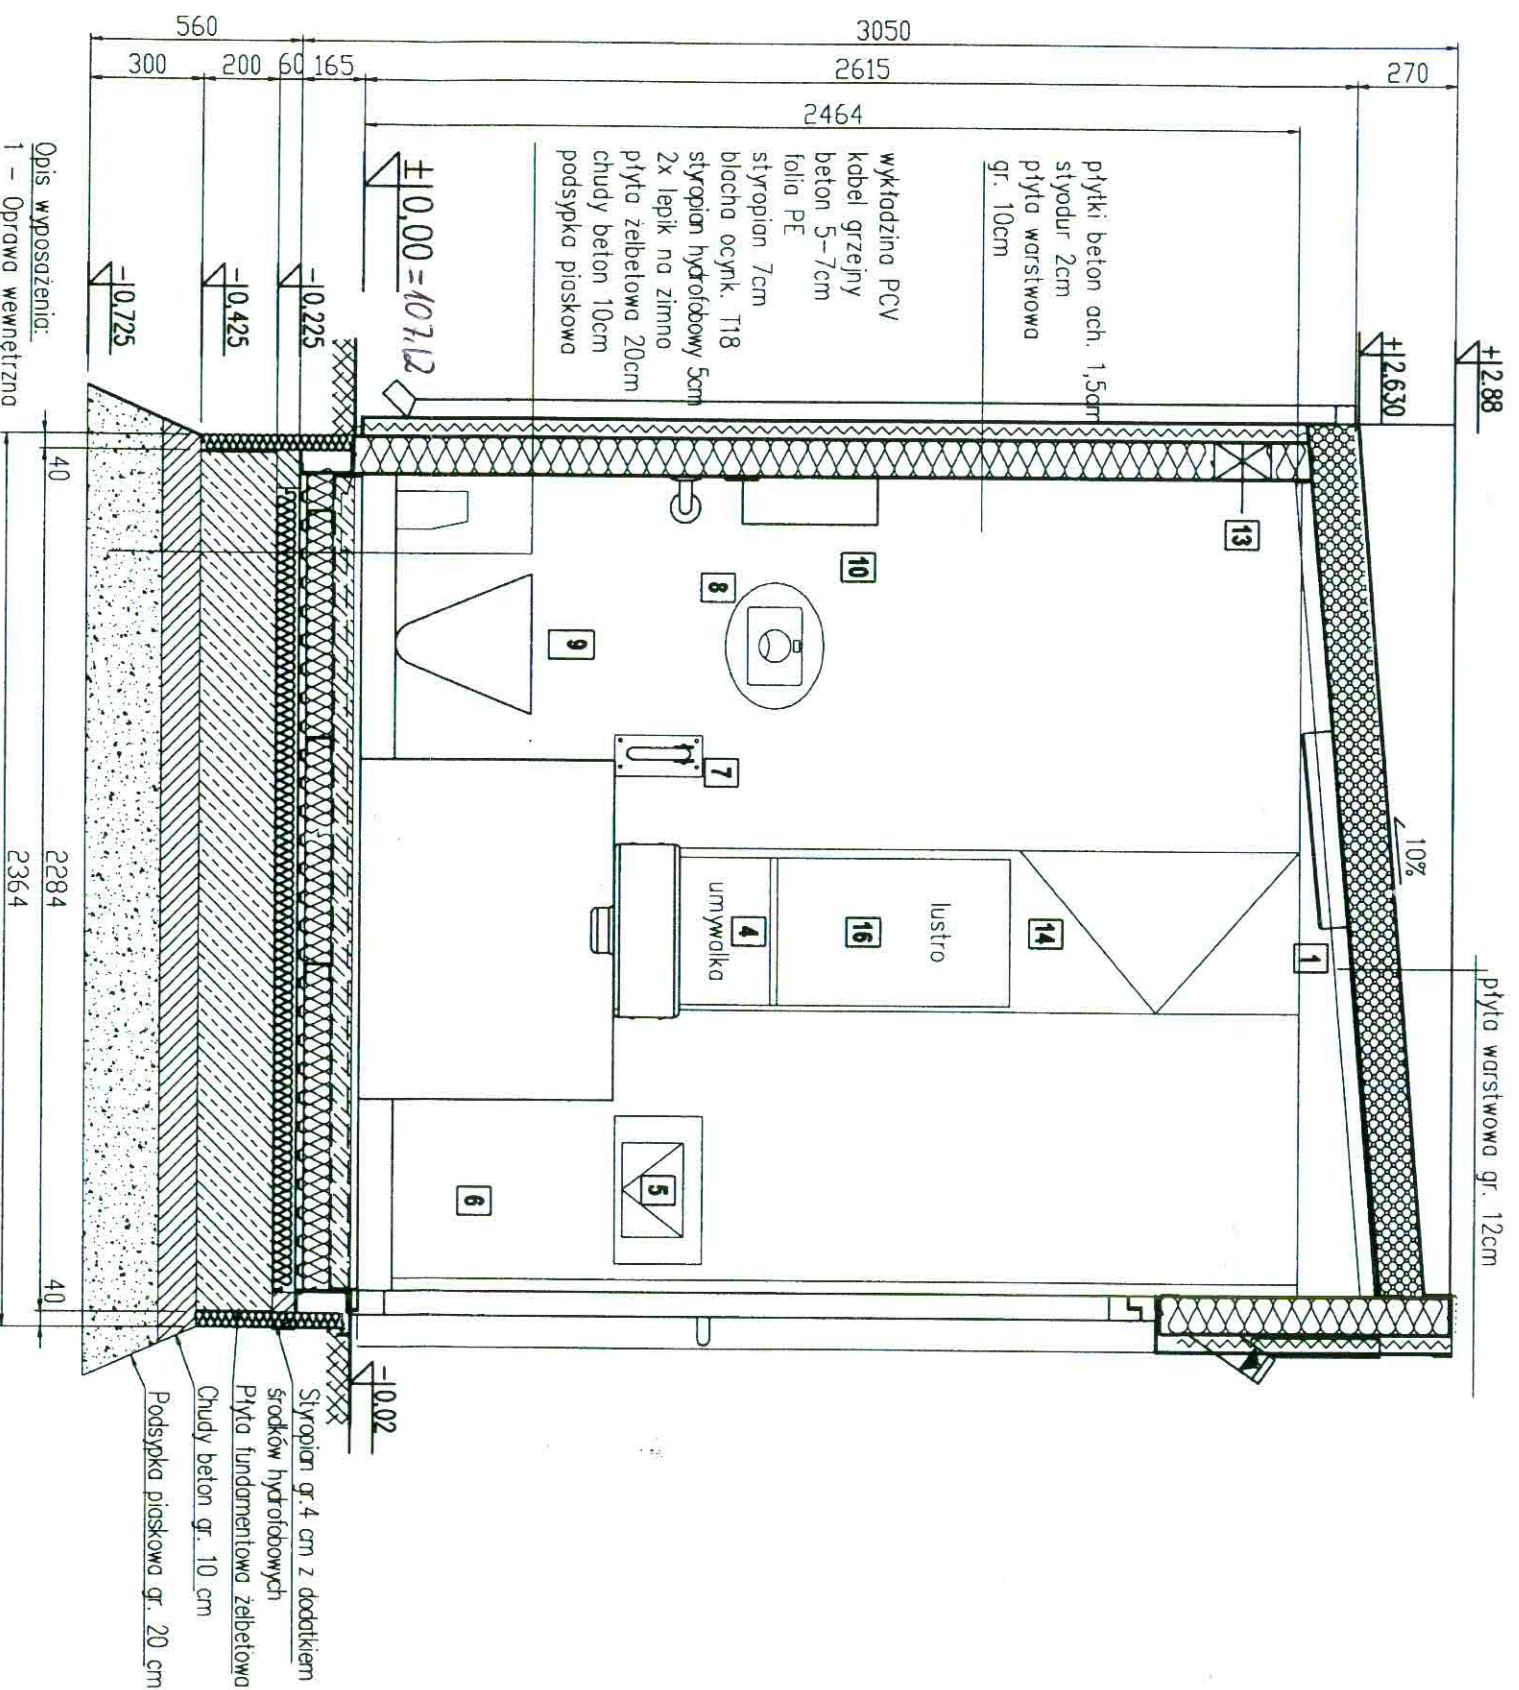 płyta warstwowa gr. 12cm
+2.88
+2.630
10%
płytki beton ach. 1,5cm
styodur 2cm
płyta warstwowa
gr. 10cm
wykładzina PCV
kabel grzejny
beton 5-7cm
folia PE
styropian 7cm
blacha ocynk. T18
styropian hydrofobowy 5cm
2x lepik na zimno
płyta żelbetowa 20cm
chudy beton 10cm
podsypka piaskowa
±0,00 = 107,12
-0,225
-0,425
-0.725
-0.02
3050
560
270
2615
165
60
200
300
2464
13
10
8
9
7
1
14
lustro
16
4
umywalka
5
6
40
2284
40
2364
Styropian gr.4 cm z dodatkiem
środków hydrofobowych
Płyta fundamentowa żelbetowa
Chudy beton gr. 10 cm
Podsypka piaskowa gr. 20 cm
Opis wyposażenia:
1 - Oprawa wewnętrzna